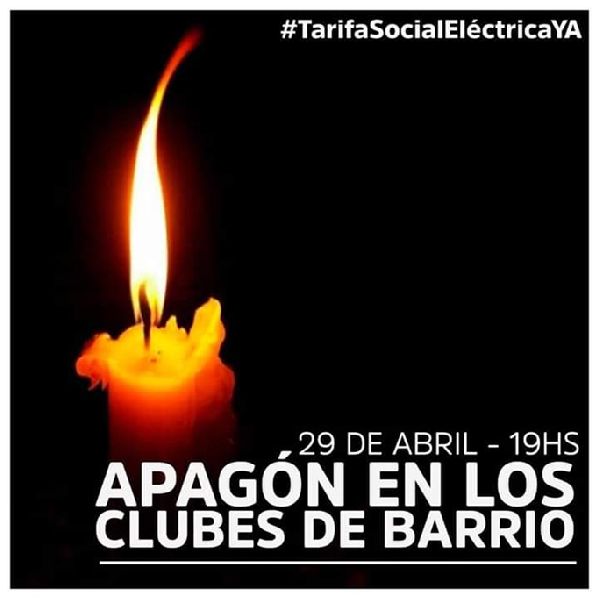 #TarifaSocialEléctricaYA
29 DE ABRIL - 19HS
APAGÓN EN LOS
CLUBES DE BARRIO